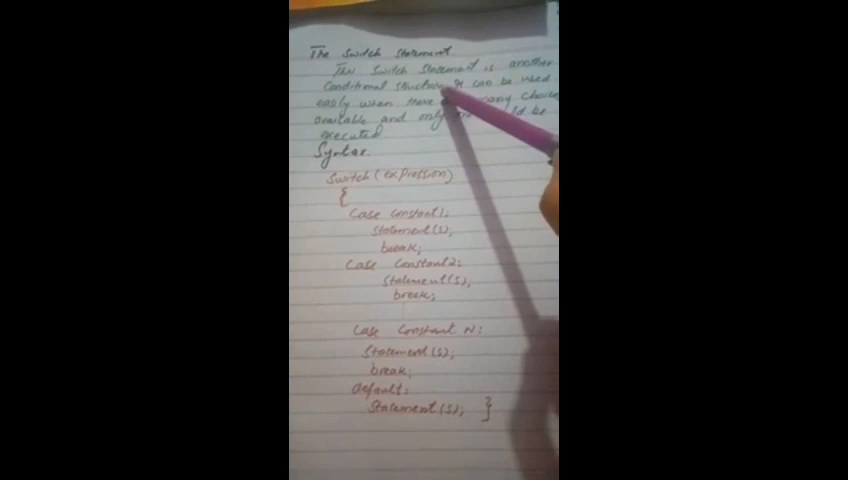 The Switch Statement
The Switch Statement is another
Conditional Structure. It can be used
easily when there many Choice
available and only be
executed
Syntax.
Switch (expression)
{
Case constant1:
Statement(s);
break;
Case Constant2:
Statement(s);
break;
Case Constant N:
Statement(s);
break;
default:
Statement(s); }